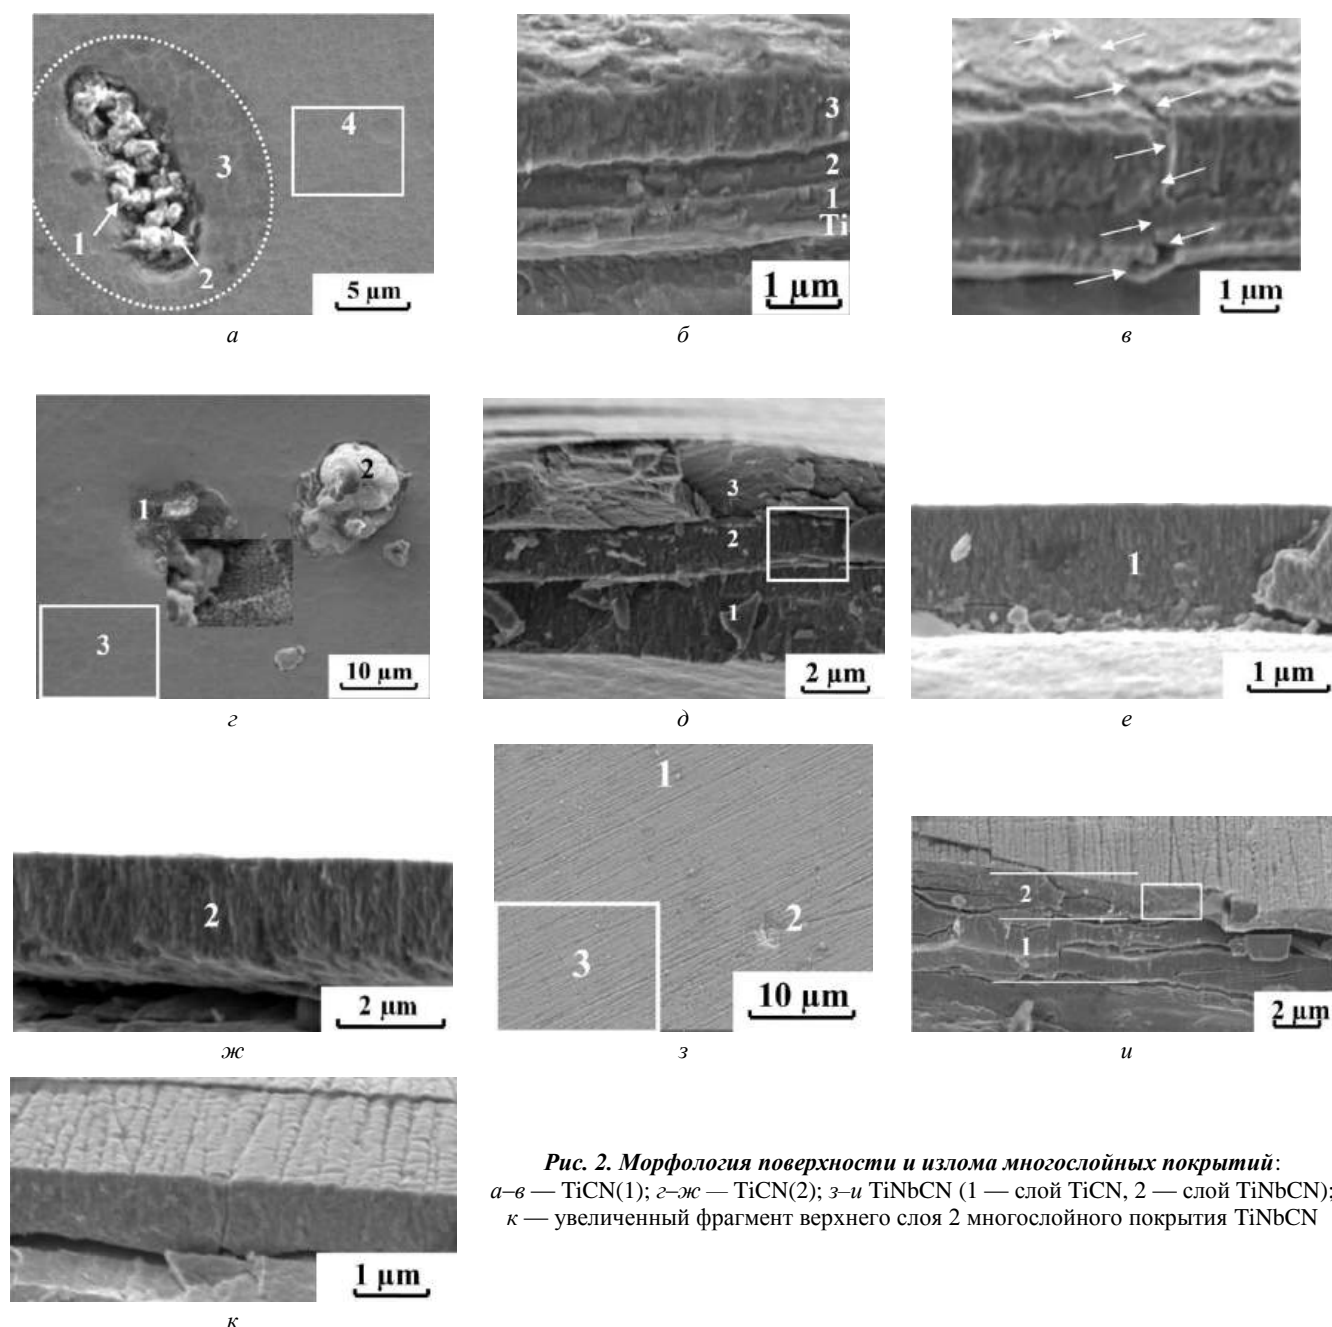 4
3
1
2
5 μm
3
2
1
Ti
1 μm
1 μm
а б в
2
1
3
10 μm
3
2
1
2 μm
1
1 μm
г д е
2
2 μm
1
2
3
10 μm
2
1
2 μm
ж з и
1 μm
к
Рис. 2. Морфология поверхности и излома многослойных покрытий:
а–в — TiCN(1); г–ж — TiCN(2); з–и TiNbCN (1 — слой TiCN, 2 — слой TiNbCN);
к — увеличенный фрагмент верхнего слоя 2 многослойного покрытия TiNbCN